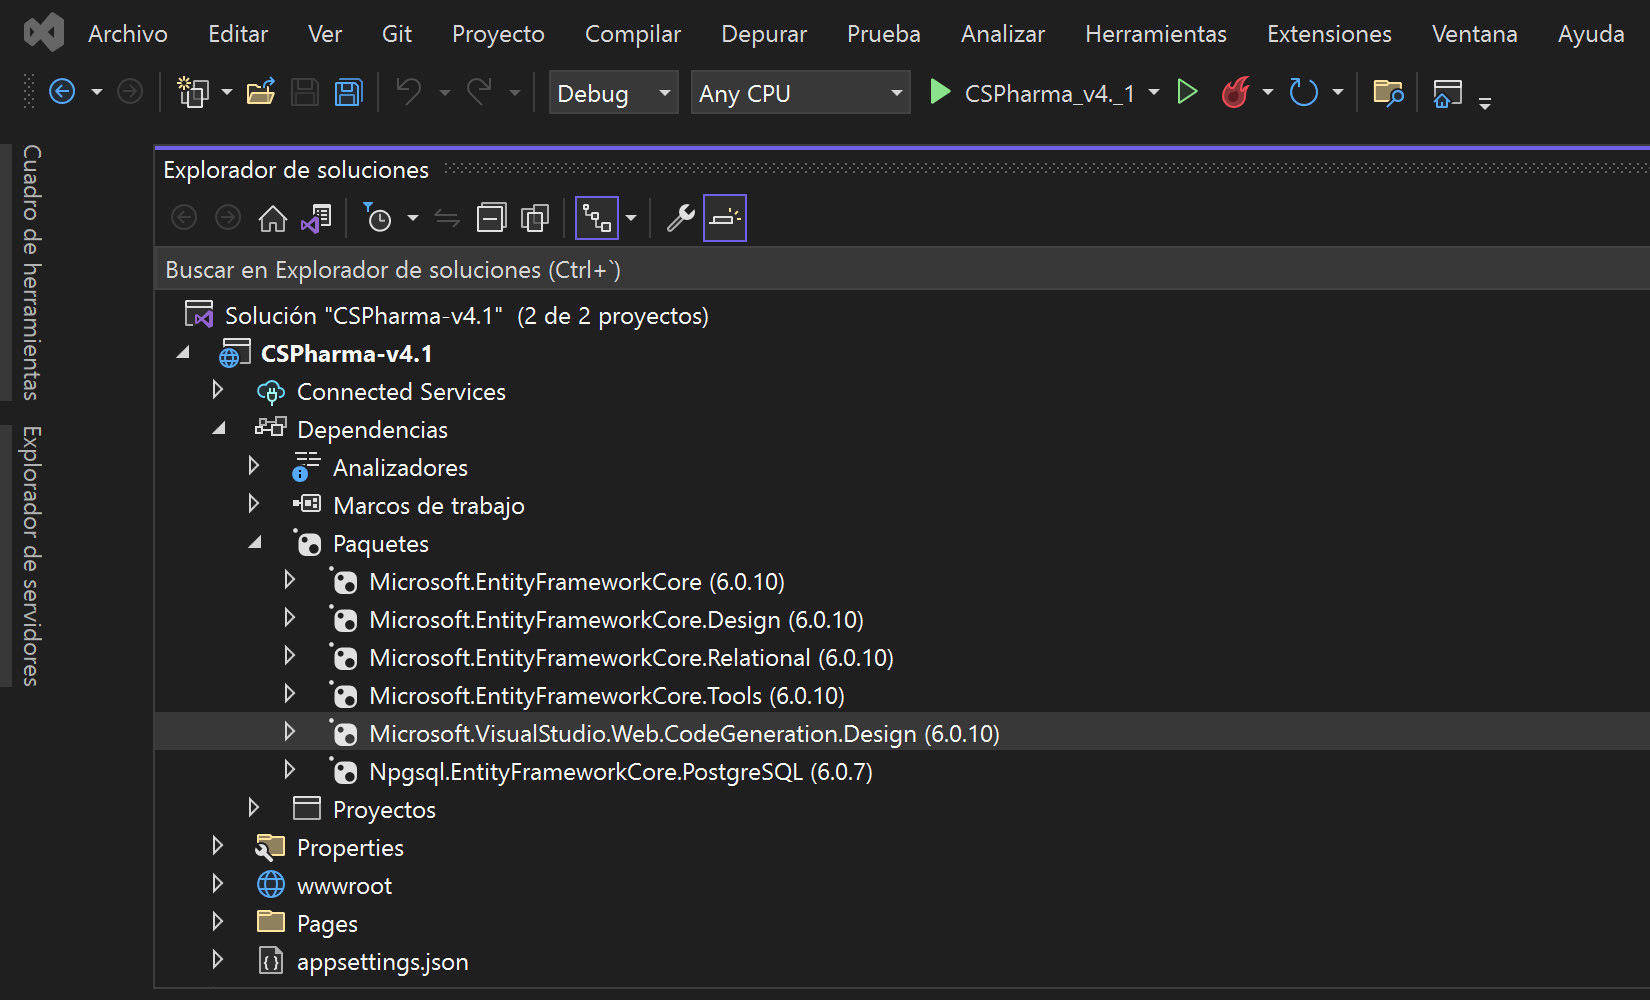 Archivo Editar Ver Git Proyecto Compilar Depurar Prueba Analizar Herramientas Extensiones Ventana Ayuda
Debug Any CPU CSPharma_v4._1
Cuadro de herramientas
Explorador de servidores
Explorador de soluciones
Buscar en Explorador de soluciones (Ctrl+`)
Solución "CSPharma-v4.1" (2 de 2 proyectos)
CSPharma-v4.1
Connected Services
Dependencias
Analizadores
Marcos de trabajo
Paquetes
Microsoft.EntityFrameworkCore (6.0.10)
Microsoft.EntityFrameworkCore.Design (6.0.10)
Microsoft.EntityFrameworkCore.Relational (6.0.10)
Microsoft.EntityFrameworkCore.Tools (6.0.10)
Microsoft.VisualStudio.Web.CodeGeneration.Design (6.0.10)
Npgsql.EntityFrameworkCore.PostgreSQL (6.0.7)
Proyectos
Properties
wwwroot
Pages
appsettings.json